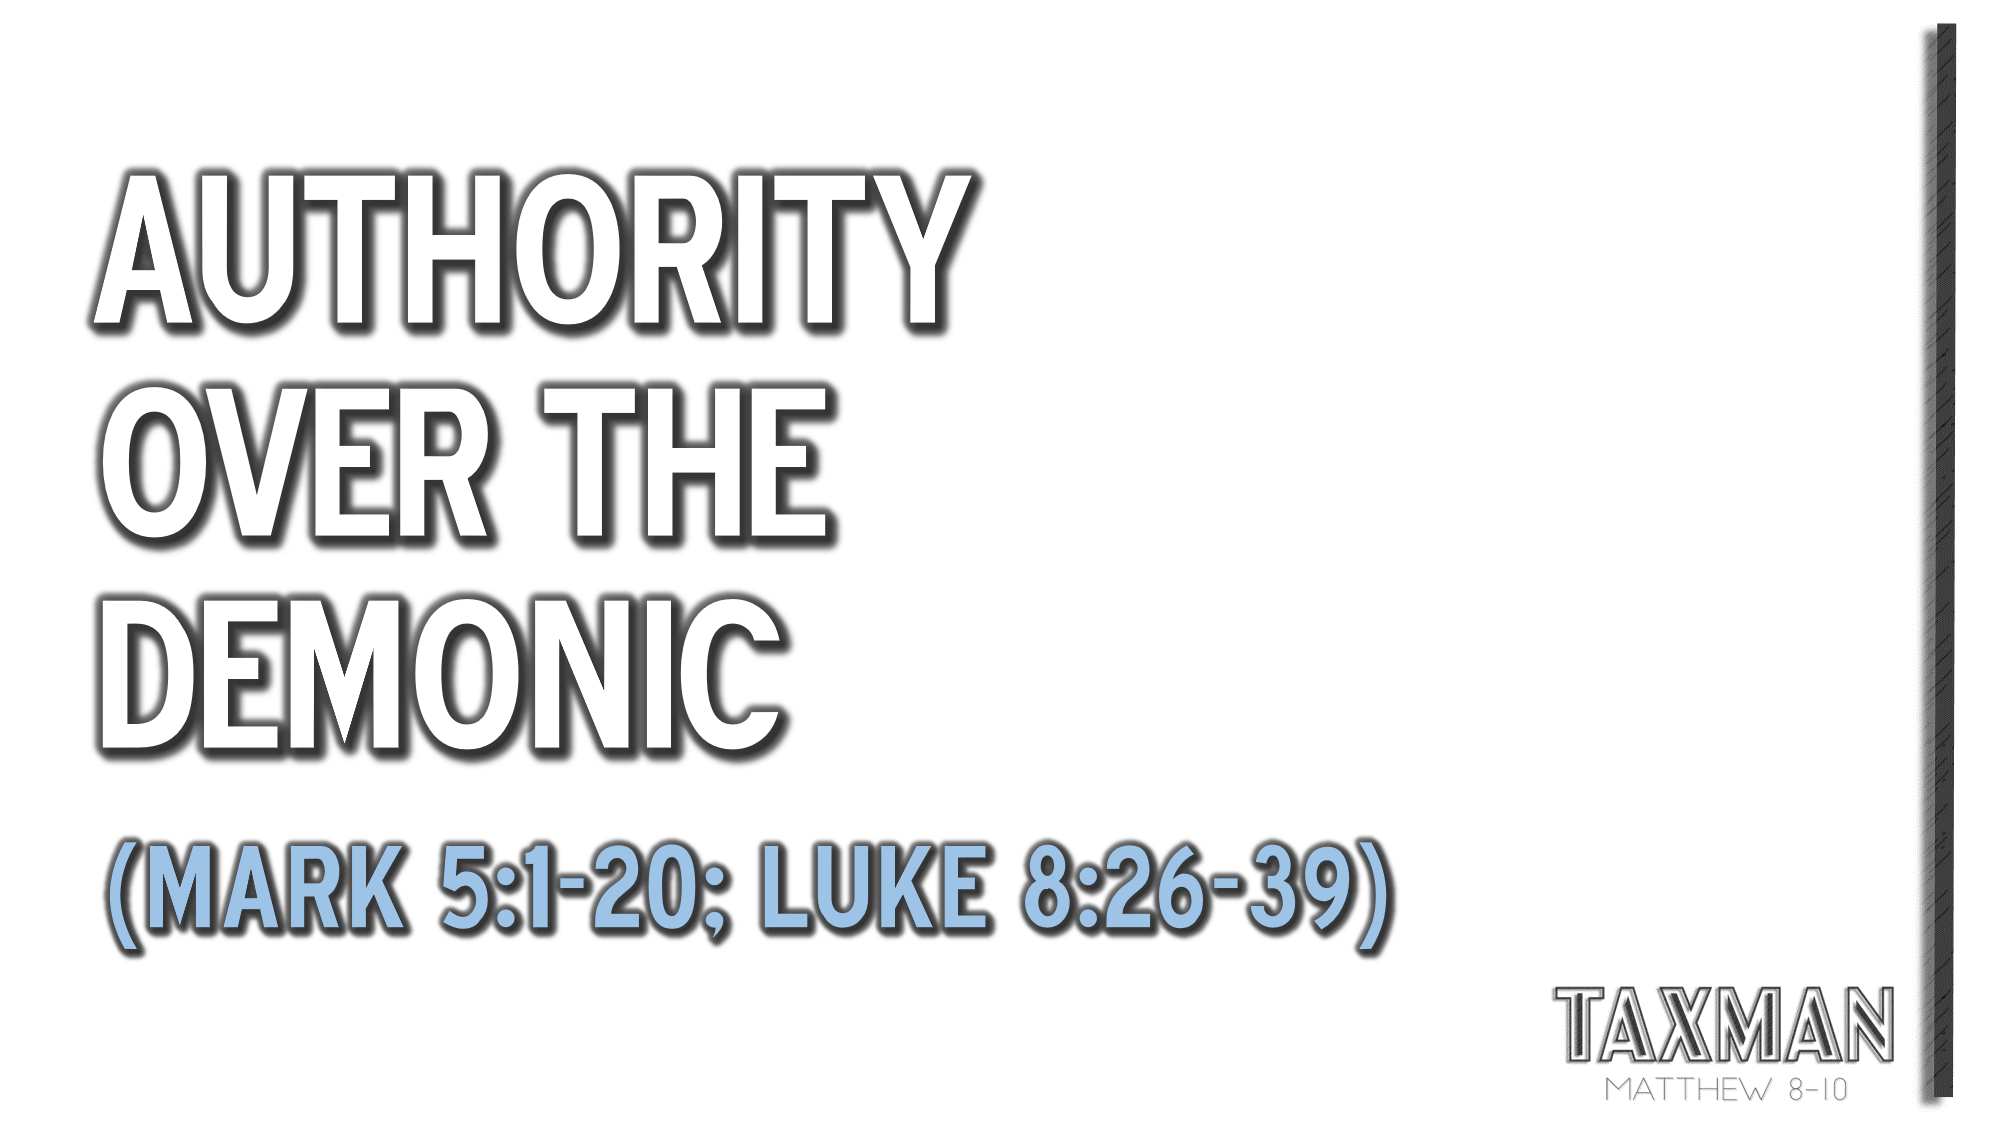 AUTHORITY
OVER THE
DEMONIC
(MARK 5:1-20; LUKE 8:26-39)
TAXMAN
MATTHEW 8-10